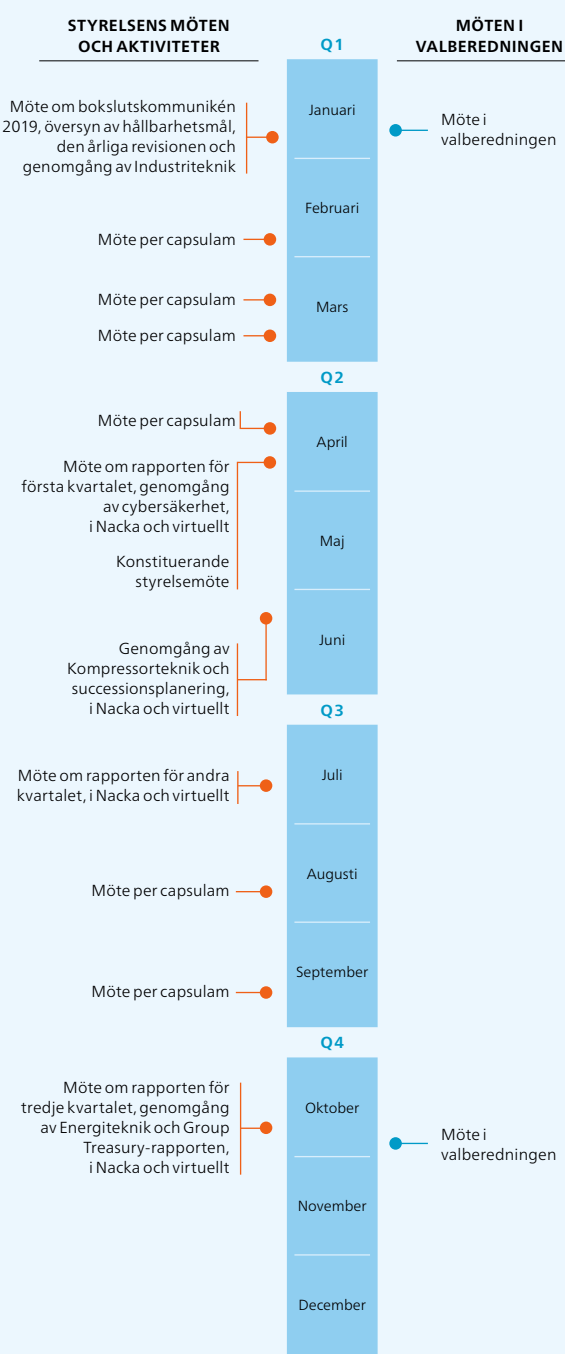 STYRELSENS MÖTEN
OCH AKTIVITETER
Q1
MÖTEN I
VALBEREDNINGEN
Möte om bokslutskommunikén
2019, översyn av hållbarhetsmål,
den årliga revisionen och
genomgång av Industriteknik
Januari
Möte i
valberedningen
Februari
Möte per capsulam
Möte per capsulam
Mars
Möte per capsulam
Q2
Möte per capsulam
April
Möte om rapporten för
första kvartalet, genomgång
av cybersäkerhet,
i Nacka och virtuellt
Maj
Konstituerande
styrelsemöte
Juni
Genomgång av
Kompressorteknik och
successionsplanering,
i Nacka och virtuellt
Q3
Möte om rapporten för andra
kvartalet, i Nacka och virtuellt
Juli
Augusti
Möte per capsulam
September
Möte per capsulam
Q4
Möte om rapporten för
tredje kvartalet, genomgång
av Energiteknik och Group
Treasury-rapporten,
i Nacka och virtuellt
Oktober
Möte i
valberedningen
November
December